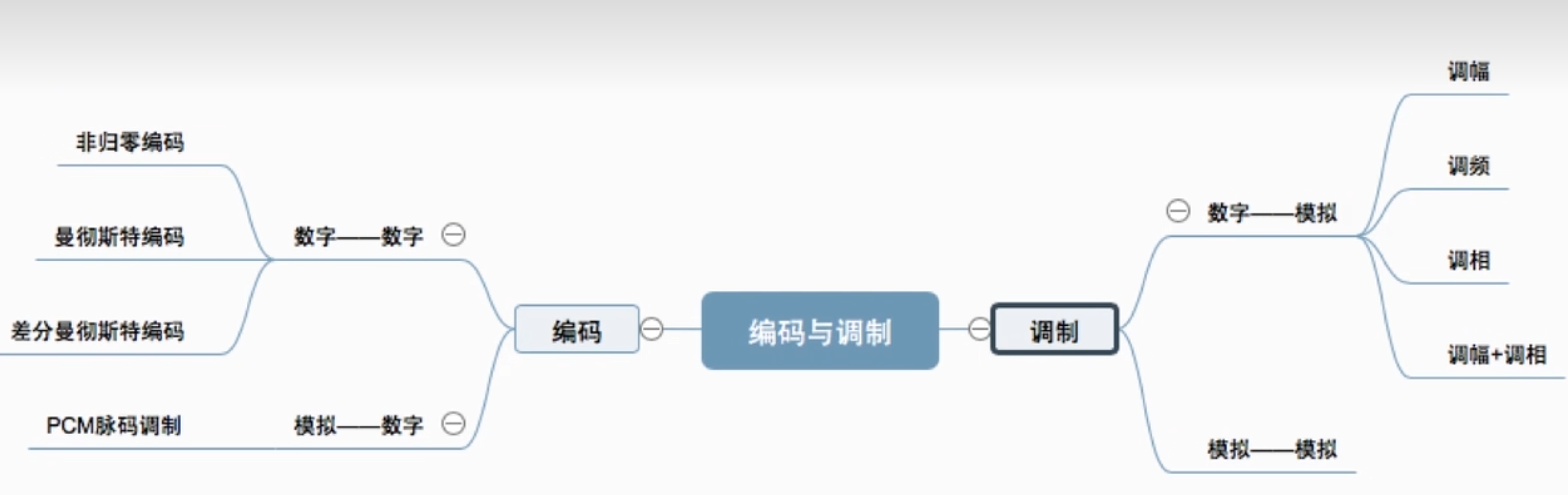 调幅
非归零编码
调频
曼彻斯特编码
数字——数字
数字——模拟
调相
差分曼彻斯特编码
编码
编码与调制
调制
调幅+调相
PCM脉码调制
模拟——数字
模拟——模拟